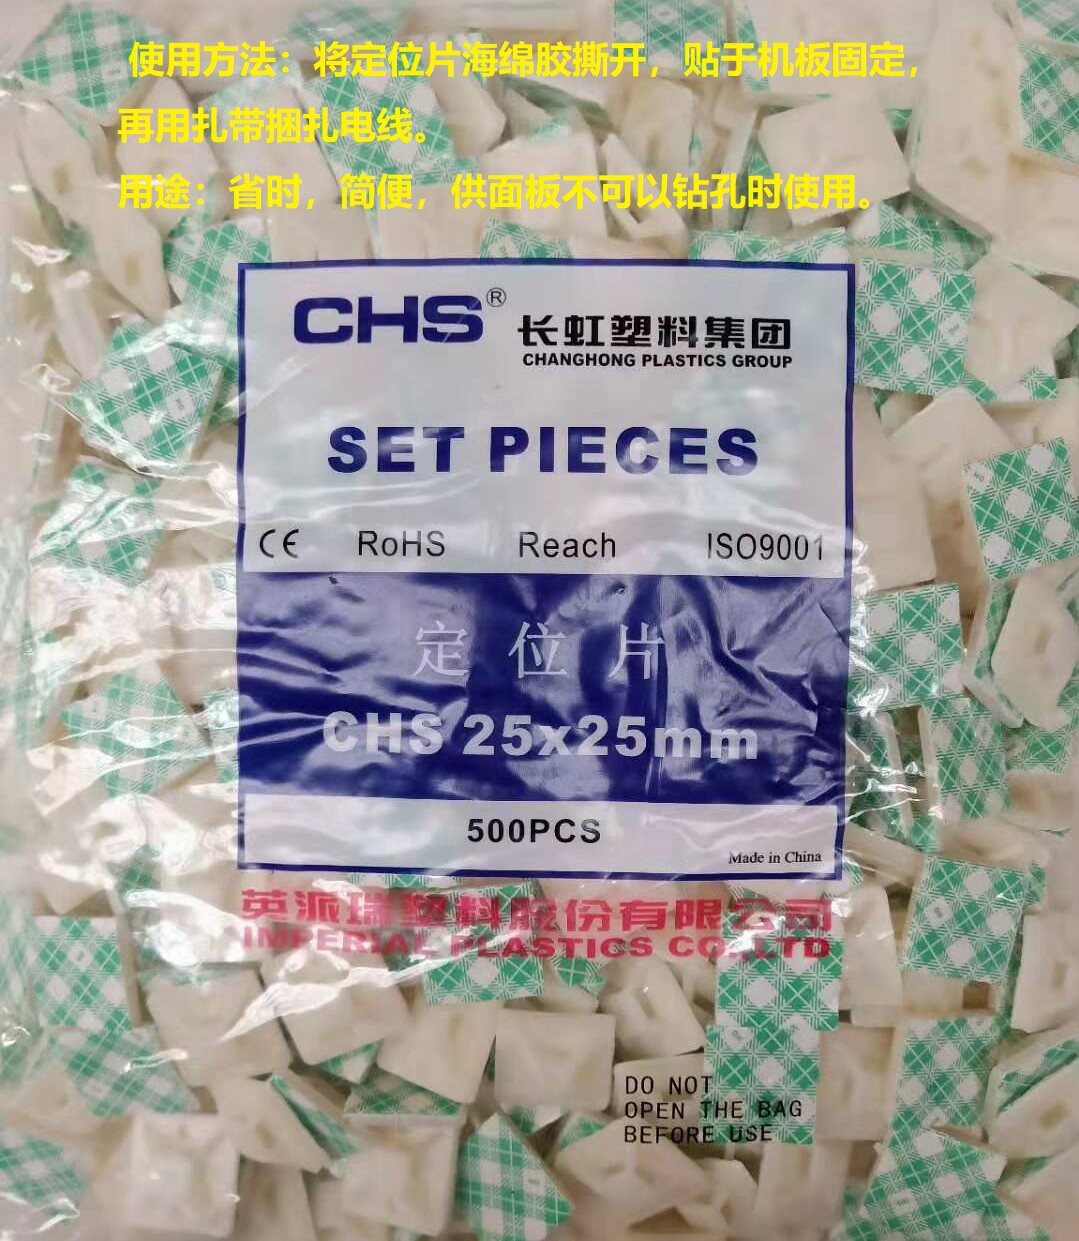 使用方法：将定位片海绵胶撕开，贴于机板固定，
再用扎带捆扎电线。
用途：省时，简便，供面板不可以钻孔时使用。
CHS®
长虹塑料集团
CHANGHONG PLASTICS GROUP
SET PIECES
CE RoHS Reach ISO9001
定位片
CHS 25x25mm
500PCS
Made in China
英派瑞塑料股份有限公司
IMPERIAL PLASTICS CO.,LTD
DO NOT
OPEN THE BAG
BEFORE USE